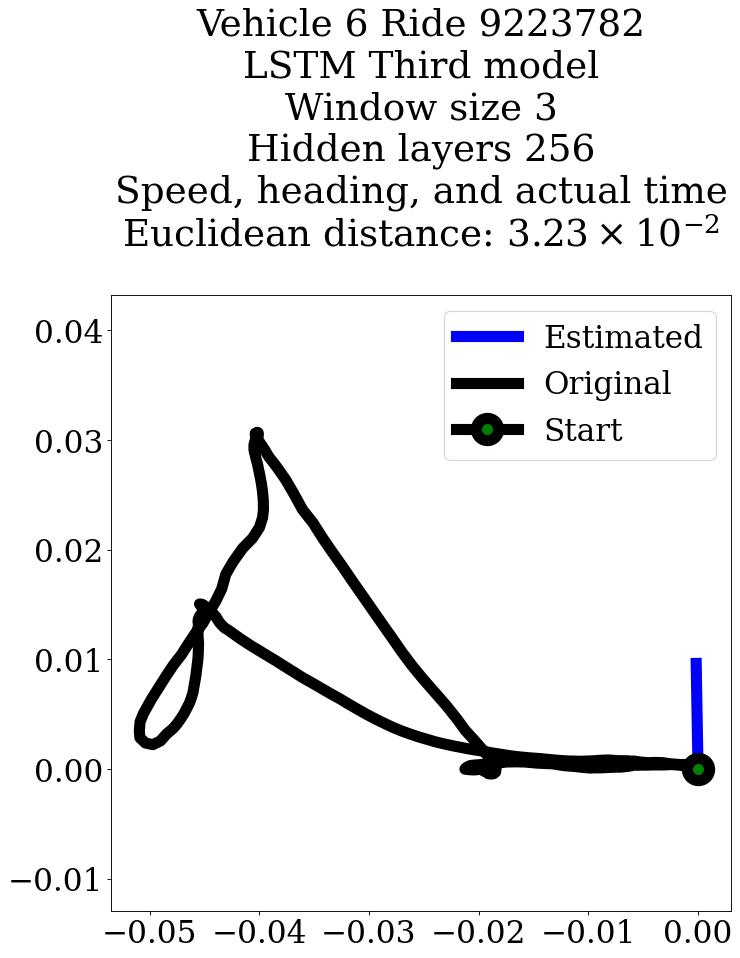 Vehicle 6 Ride 9223782
LSTM Third model
Window size 3
Hidden layers 256
Speed, heading, and actual time
Euclidean distance: 3.23 × 10⁻²
Estimated
Original
Start
0.04
0.03
0.02
0.01
0.00
−0.01
−0.05 −0.04 −0.03 −0.02 −0.01 0.00